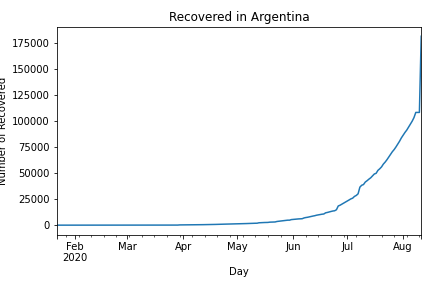 Recovered in Argentina
Number of Recovered
175000
150000
125000
100000
75000
50000
25000
0
Feb Mar Apr May Jun Jul Aug
2020
Day